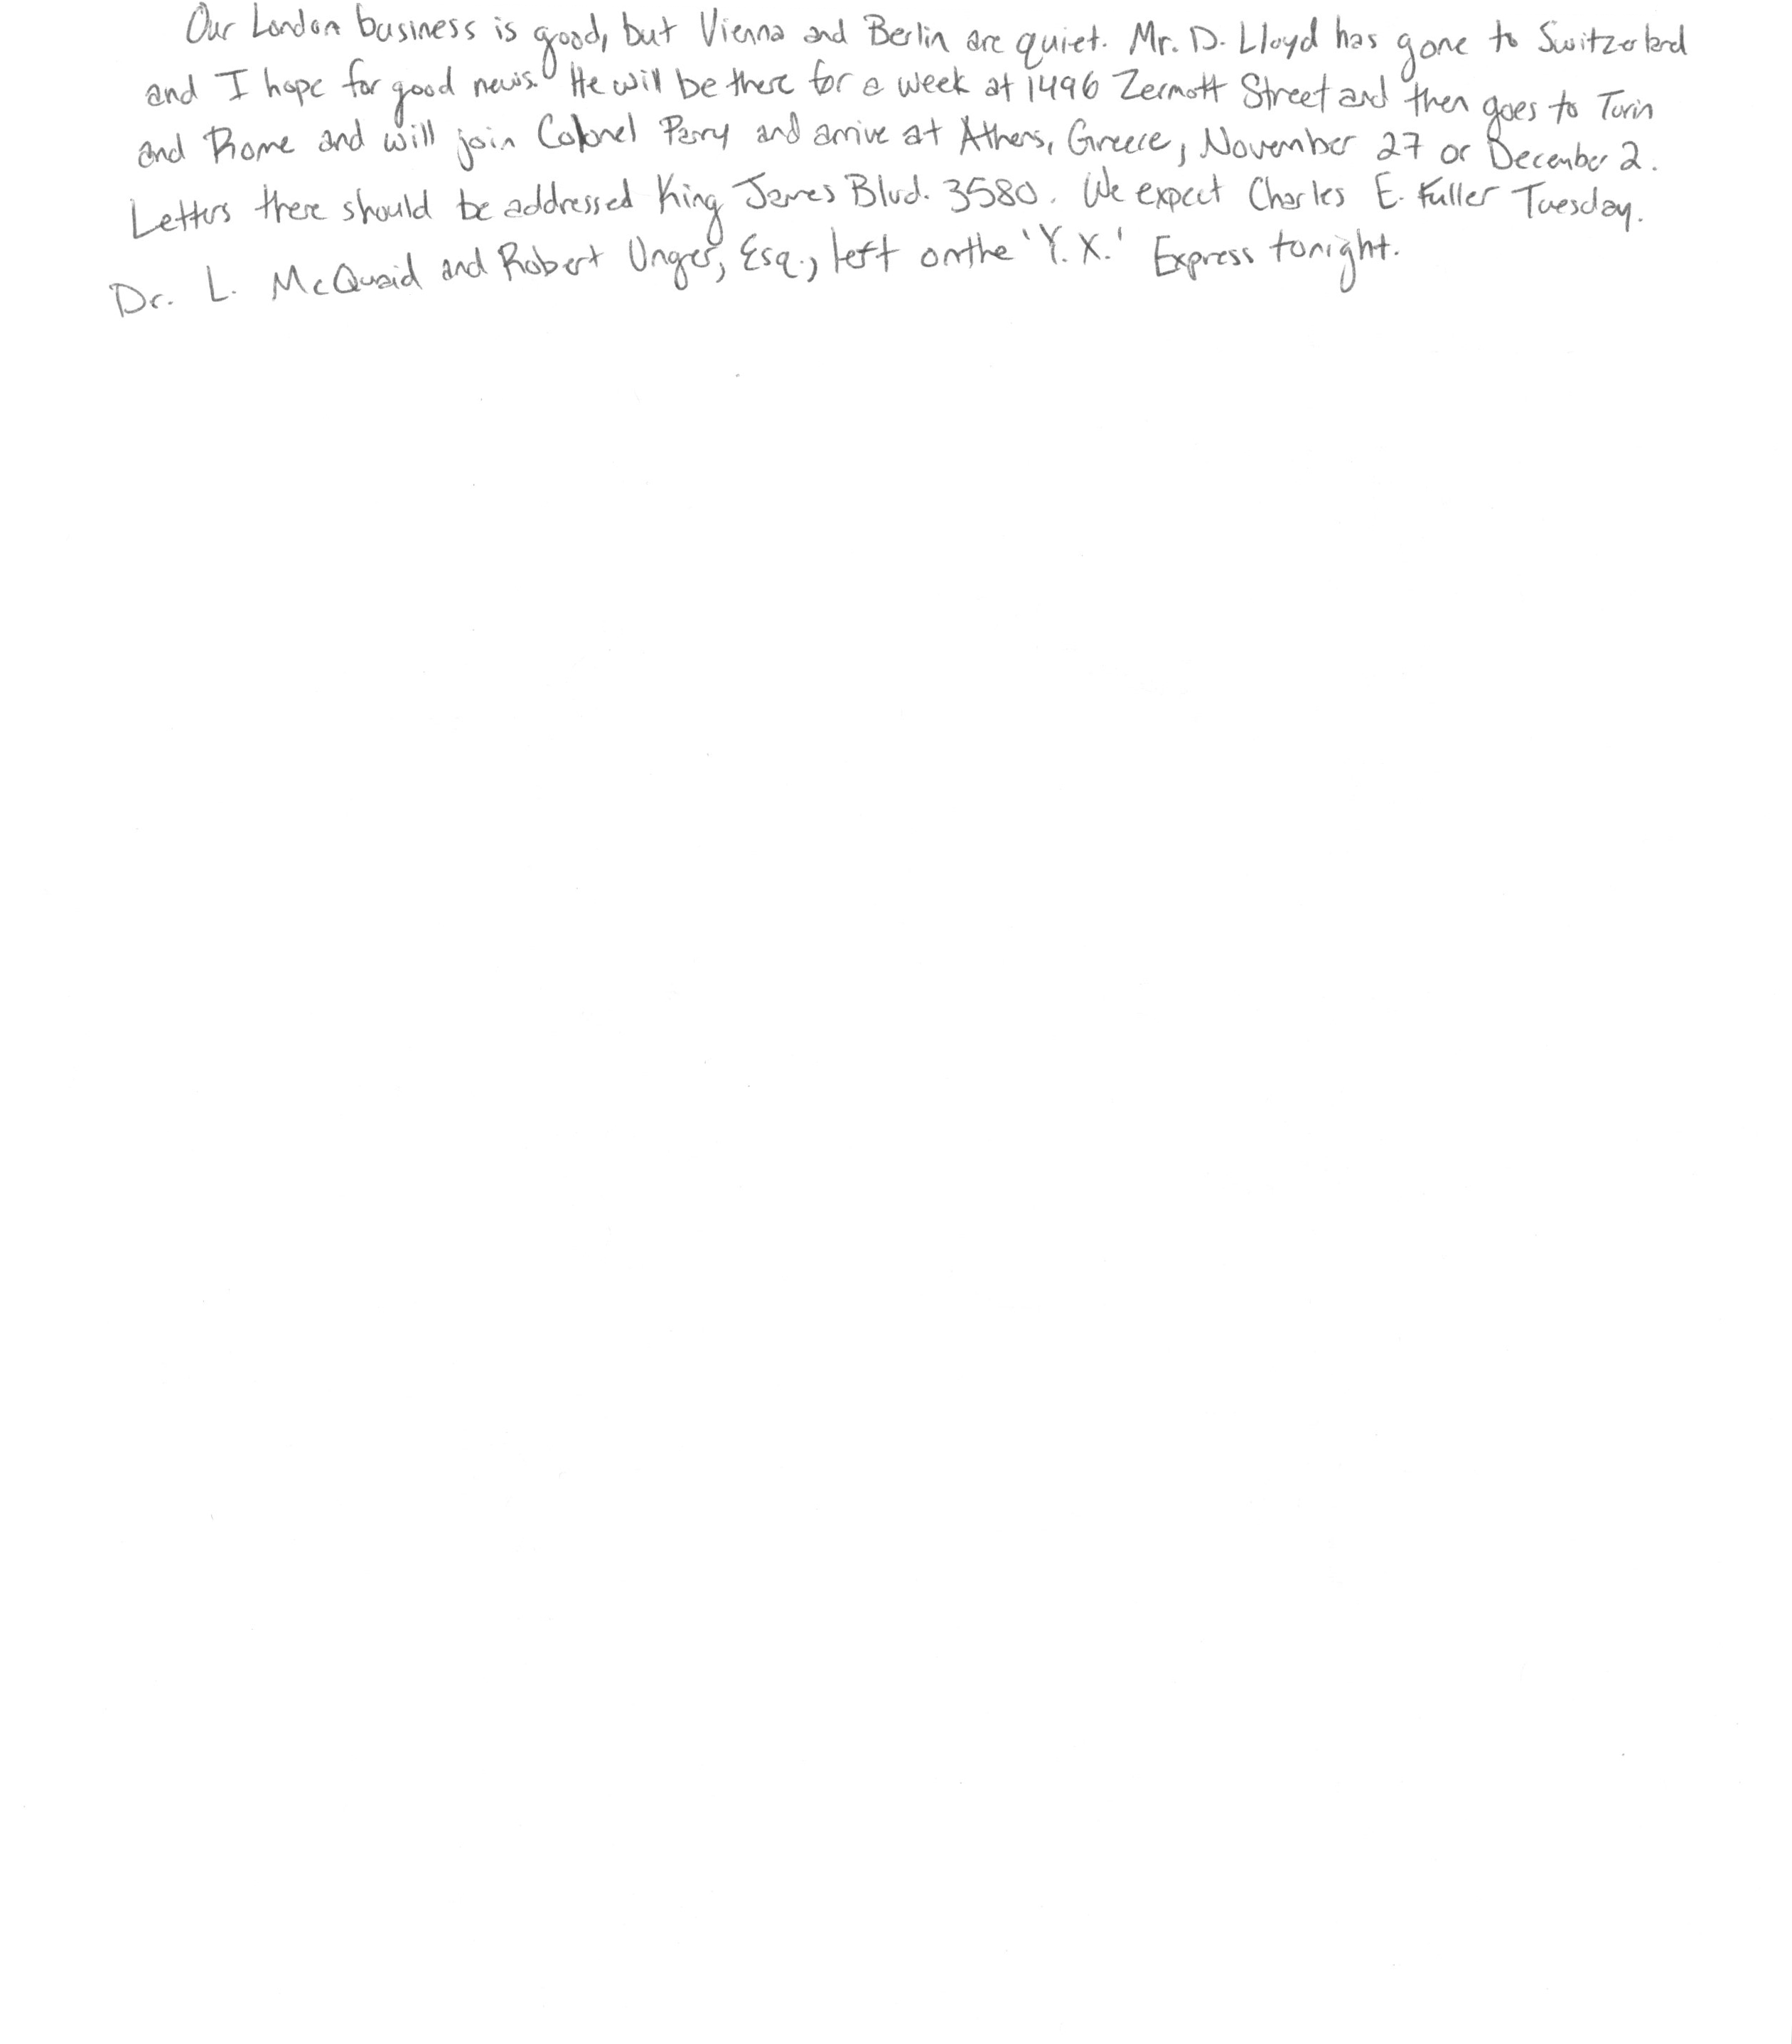 Our London business is good, but Vienna and Berlin are quiet. Mr. D. Lloyd has gone to Switzerland
and I hope for good news. He will be there for a week at 1496 Zermott Street and then goes to Turin
and Rome and will join Colonel Parry and arrive at Athens, Greece, November 27 or December 2.
Letters there should be addressed King James Blvd. 3580. We expect Charles E. Fuller Tuesday.
Dr. L. McQuaid and Robert Unger, Esq., left on the 'Y. X.' Express tonight.